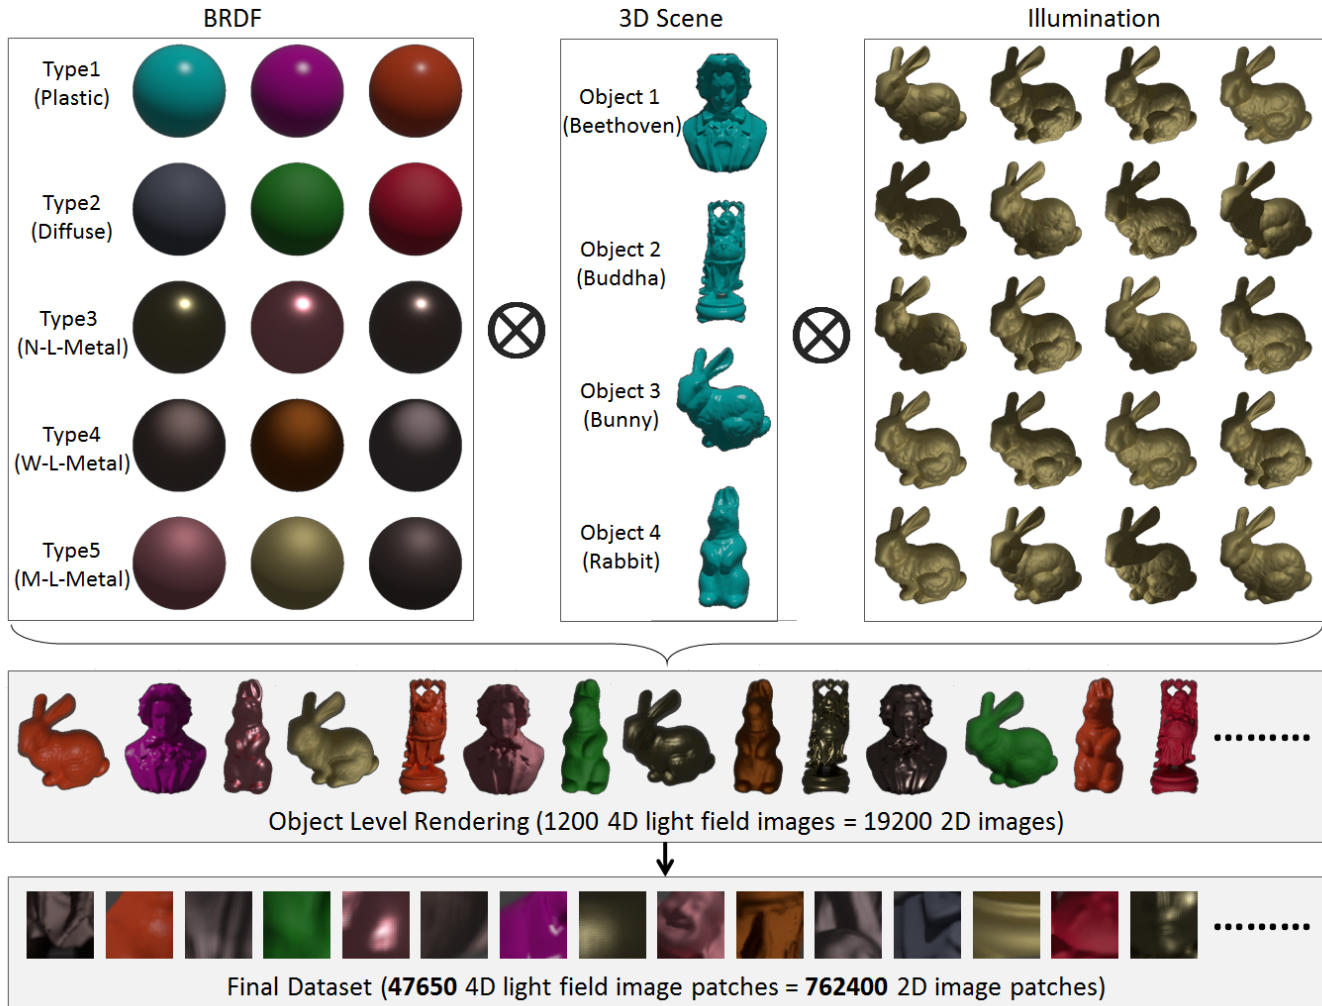 BRDF
3D Scene
Illumination
Type1
(Plastic)
Type2
(Diffuse)
Type3
(N-L-Metal)
Type4
(W-L-Metal)
Type5
(M-L-Metal)
Object 1
(Beethoven)
Object 2
(Buddha)
Object 3
(Bunny)
Object 4
(Rabbit)
Object Level Rendering (1200 4D light field images = 19200 2D images)
Final Dataset (47650 4D light field image patches = 762400 2D image patches)